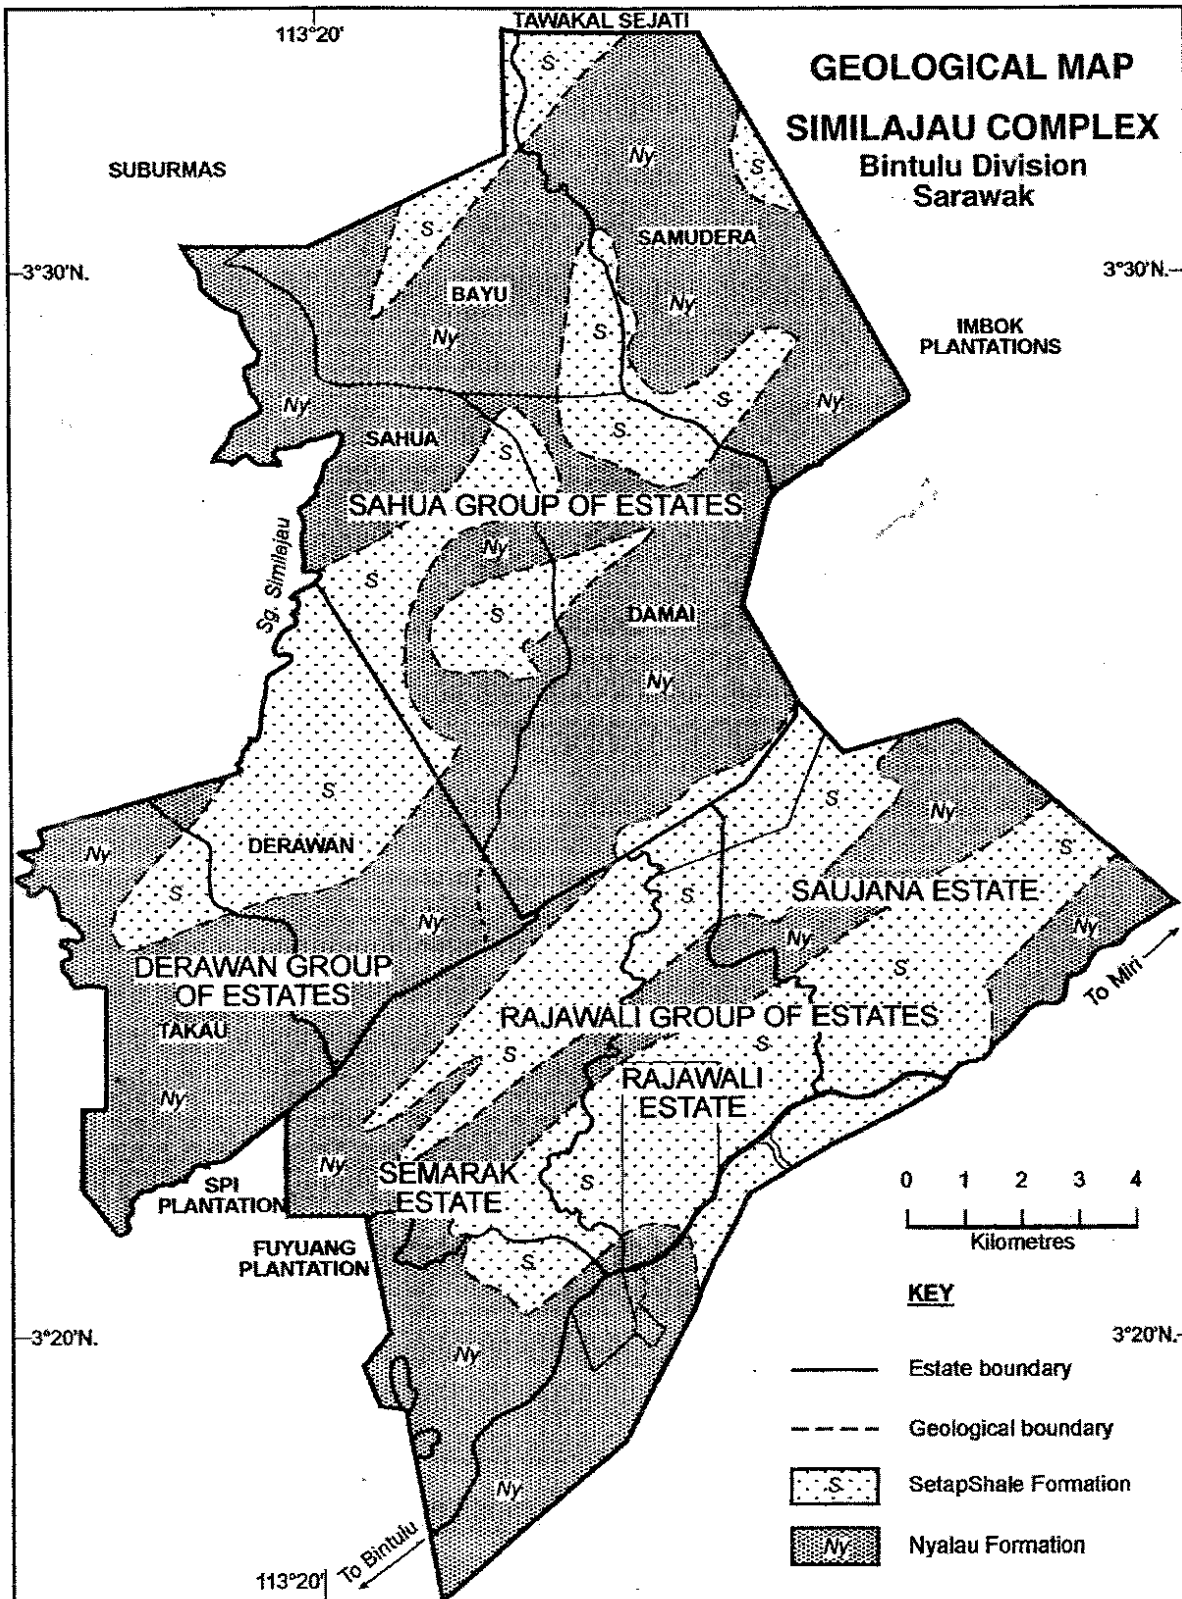 TAWAKAL SEJATI
113°20'
GEOLOGICAL MAP
SIMILAJAU COMPLEX
Bintulu Division
Sarawak
S
Ny
S
SUBURMAS
S
SAMUDERA
3°30'N.
3°30'N.
BAYU
Ny
Ny
S
IMBOK
PLANTATIONS
Ny
S
Ny
SAHUA
S
S
SAHUA GROUP OF ESTATES
Sg. Similajau
Ny
S
S
DAMAI
Ny
S
S
Ny
DERAWAN
S
Ny
S
S
SAUJANA ESTATE
Ny
Ny
Ny
DERAWAN GROUP
OF ESTATES
S
To Miri
TAKAU
RAJAWALI GROUP OF ESTATES
S
S
RAJAWALI
ESTATE
Ny
Ny
SEMARAK
ESTATE
S
SPI
PLANTATION
0 1 2 3 4
Kilometres
FUYUANG
PLANTATION
S
KEY
3°20'N.
3°20'N.
Ny
Estate boundary
Geological boundary
S
SetapShale Formation
Ny
Ny
Nyalau Formation
To Bintulu
113°20'